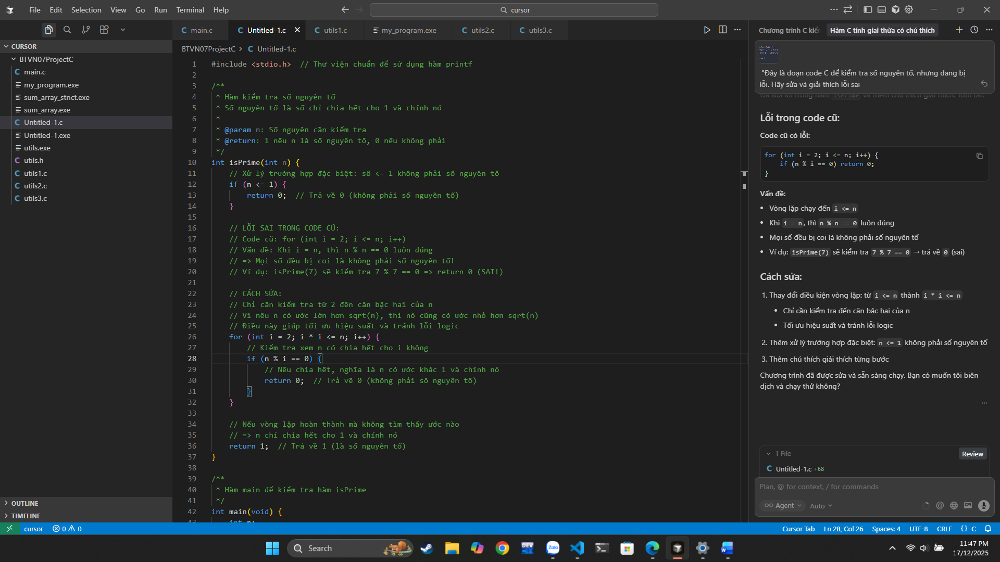 File Edit Selection View Go Run Terminal Help
cursor
main.c
Untitled-1.c
utils1.c
my_program.exe
utils2.c
utils3.c
Chương trình C kiể
Hàm C tính giai thừa có chú thích
CURSOR
BTVN07ProjectC
main.c
my_program.exe
sum_array_strict.exe
sum_array.exe
Untitled-1.c
Untitled-1.exe
utils.exe
utils.h
utils1.c
utils2.c
utils3.c
OUTLINE
TIMELINE
BTVN07ProjectC > C Untitled-1.c
1 #include <stdio.h>  // Thư viện chuẩn để sử dụng hàm printf
2
3 /**
4  * Hàm kiểm tra số nguyên tố
5  * Số nguyên tố là số chỉ chia hết cho 1 và chính nó
6  *
7  * @param n: Số nguyên cần kiểm tra
8  * @return: 1 nếu n là số nguyên tố, 0 nếu không phải
9  */
10 int isPrime(int n) {
11     // Xử lý trường hợp đặc biệt: số <= 1 không phải số nguyên tố
12     if (n <= 1) {
13         return 0;  // Trả về 0 (không phải số nguyên tố)
14     }
15
16     // LỖI SAI TRONG CODE CŨ:
17     // Code cũ: for (int i = 2; i <= n; i++)
18     // Vấn đề: Khi i = n, thì n % n == 0 luôn đúng
19     // => Mọi số đều bị coi là không phải số nguyên tố!
20     // Ví dụ: isPrime(7) sẽ kiểm tra 7 % 7 == 0 => return 0 (SAI!)
21
22     // CÁCH SỬA:
23     // Chỉ cần kiểm tra từ 2 đến căn bậc hai của n
24     // Vì nếu n có ước lớn hơn sqrt(n), thì nó cũng có ước nhỏ hơn sqrt(n)
25     // Điều này giúp tối ưu hiệu suất và tránh lỗi logic
26     for (int i = 2; i * i <= n; i++) {
27         // Kiểm tra xem n có chia hết cho i không
28         if (n % i == 0) {
29             // Nếu chia hết, nghĩa là n có ước khác 1 và chính nó
30             return 0;  // Trả về 0 (không phải số nguyên tố)
31         }
32     }
33
34     // Nếu vòng lặp hoàn thành mà không tìm thấy ước nào
35     // => n chỉ chia hết cho 1 và chính nó
36     return 1;  // Trả về 1 (là số nguyên tố)
37 }
38
39 /**
40  * Hàm main để kiểm tra hàm isPrime
41  */
42 int main(void) {
43     int n;
"Đây là đoạn code C để kiểm tra số nguyên tố, nhưng đang bị
lỗi. Hãy sửa và giải thích lỗi sai
Đã sửa lỗi trong hàm isPrime và thêm chú thích giải thích. Tóm tắt:
Lỗi trong code cũ:
Code cũ có lỗi:
for (int i = 2; i <= n; i++) {
    if (n % i == 0) return 0;
}
Vấn đề:
• Vòng lặp chạy đến i <= n
• Khi i = n, thì n % n == 0 luôn đúng
• Mọi số đều bị coi là không phải số nguyên tố
• Ví dụ: isPrime(7) sẽ kiểm tra 7 % 7 == 0 → trả về 0 (sai)
Cách sửa:
1. Thay đổi điều kiện vòng lặp: từ i <= n thành i * i <= n
• Chỉ cần kiểm tra đến căn bậc hai của n
• Tối ưu hiệu suất và tránh lỗi logic
2. Thêm xử lý trường hợp đặc biệt: n <= 1 không phải số nguyên tố
3. Thêm chú thích giải thích từng bước
Chương trình đã được sửa và sẵn sàng chạy. Bạn có muốn tôi biên
dịch và chạy thử không?
1 File
Review
C Untitled-1.c +68
Plan, @ for context, / for commands
Agent
Auto
cursor
0 0
Cursor Tab
Ln 28, Col 26
Spaces: 4
UTF-8
CRLF
{} C
Search
DEV
Zalo
11:47 PM
17/12/2025